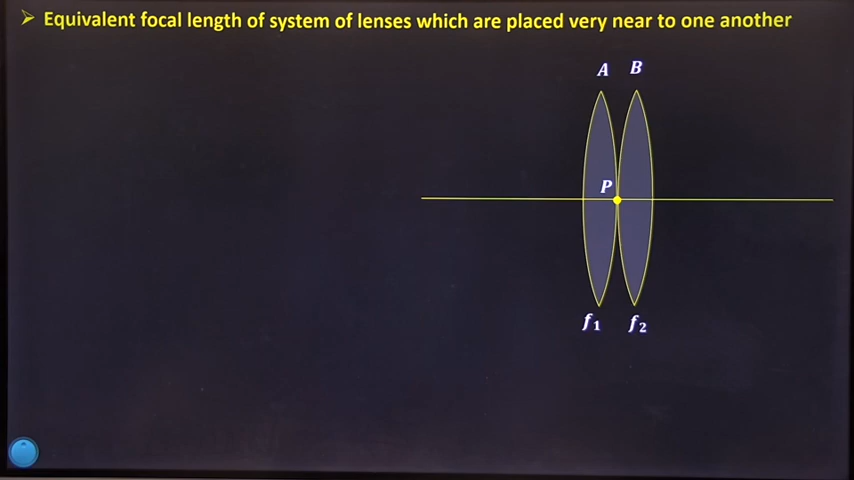 ➤ Equivalent focal length of system of lenses which are placed very near to one another
A B
P
f₁ f₂